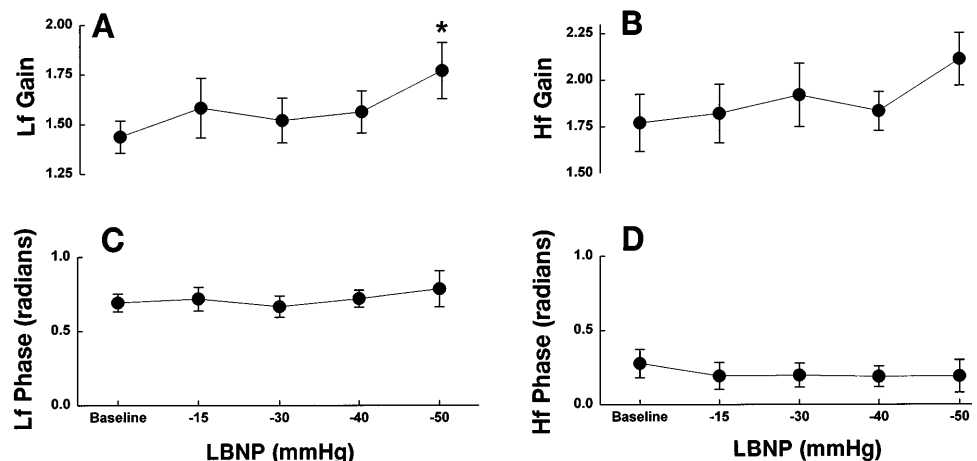 A
*
2.00
1.75
1.50
1.25
Lf Gain
B
2.25
2.00
1.75
1.50
Hf Gain
C
1.0
0.5
0.0
Lf Phase (radians)
Baseline -15 -30 -40 -50
LBNP (mmHg)
D
1.0
0.5
0.0
Hf Phase (radians)
Baseline -15 -30 -40 -50
LBNP (mmHg)